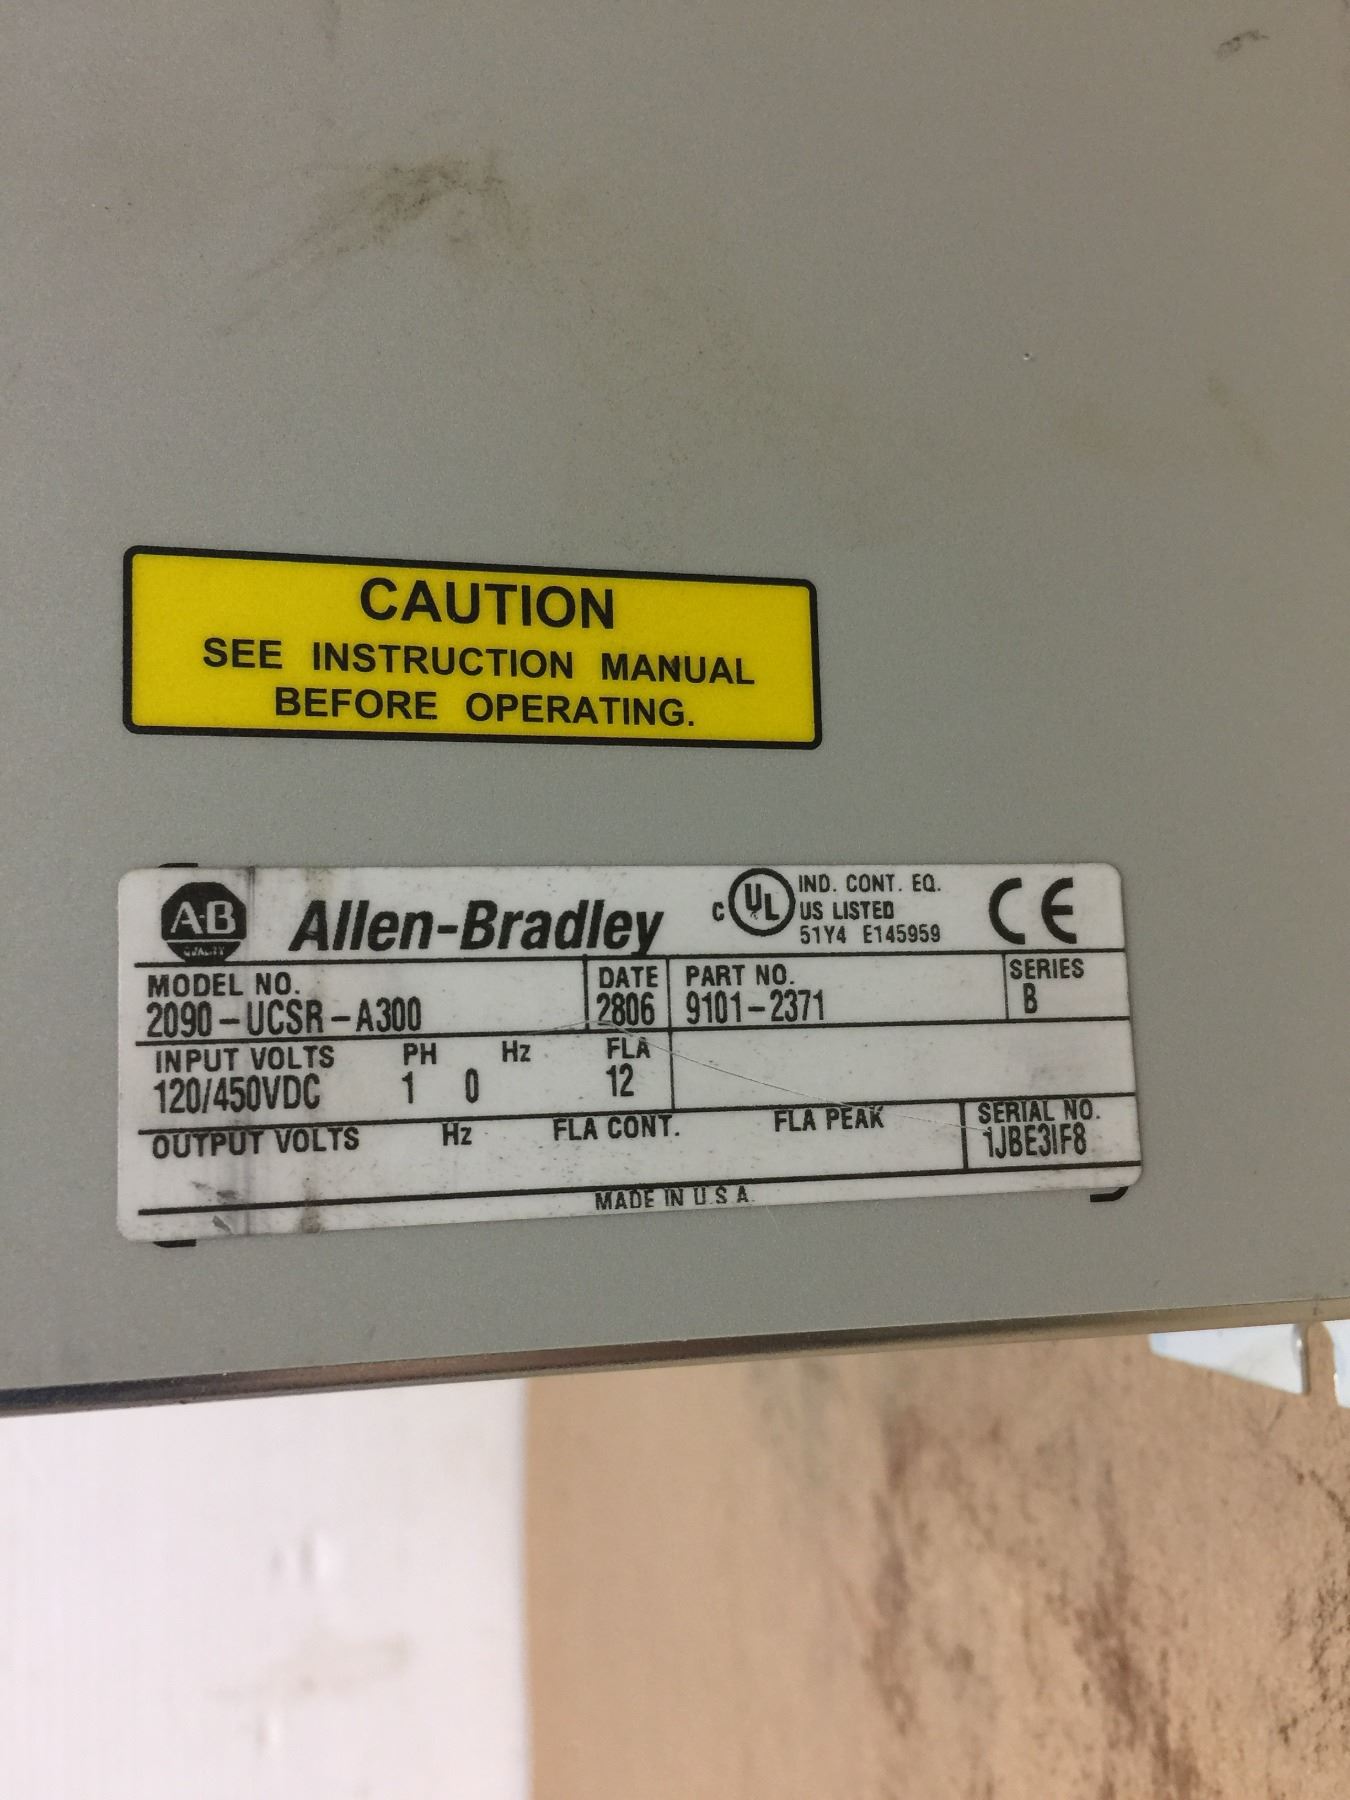 CAUTION
SEE INSTRUCTION MANUAL
BEFORE OPERATING.
A-B
QUALITY
Allen-Bradley
C UL US LISTED
IND. CONT. EQ.
51Y4 E145959
CE
MODEL NO.
2090-UCSR-A300
DATE
2806
PART NO.
9101-2371
SERIES
B
INPUT VOLTS PH Hz FLA
120/450VDC 1 0 12
OUTPUT VOLTS Hz FLA CONT. FLA PEAK
SERIAL NO.
1JBE3IF8
MADE IN U.S.A.